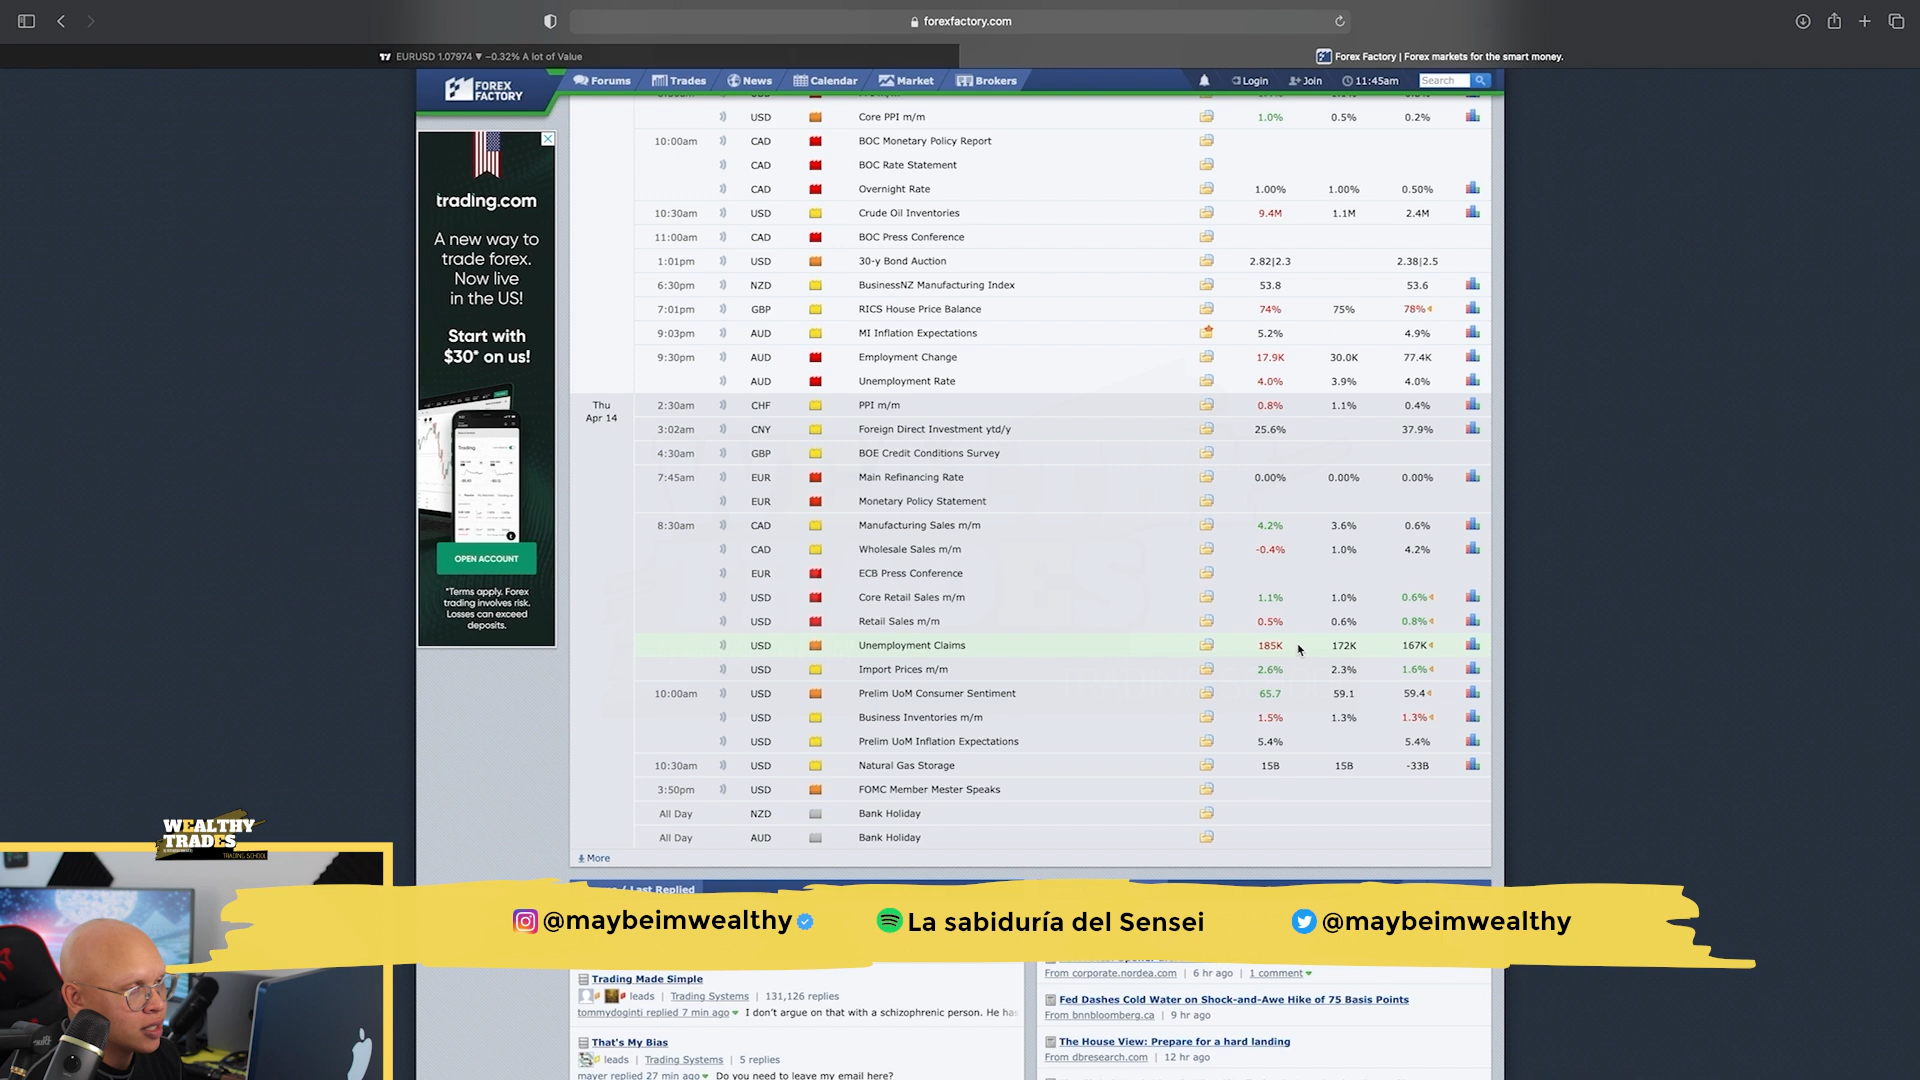 forexfactory.com
EURUSD 1.07974 ▼ −0.32% A lot of Value
Forex Factory | Forex markets for the smart money.
FOREX FACTORY
Forums Trades News Calendar Market Brokers
Login Join 11:45am Search
USD Core PPI m/m 1.0% 0.5% 0.2%
10:00am CAD BOC Monetary Policy Report
CAD BOC Rate Statement
CAD Overnight Rate 1.00% 1.00% 0.50%
10:30am USD Crude Oil Inventories 9.4M 1.1M 2.4M
11:00am CAD BOC Press Conference
1:01pm USD 30-y Bond Auction 2.82|2.3 2.38|2.5
6:30pm NZD BusinessNZ Manufacturing Index 53.8 53.6
7:01pm GBP RICS House Price Balance 74% 75% 78%
9:03pm AUD MI Inflation Expectations 5.2% 4.9%
9:30pm AUD Employment Change 17.9K 30.0K 77.4K
AUD Unemployment Rate 4.0% 3.9% 4.0%
Thu
Apr 14
2:30am CHF PPI m/m 0.8% 1.1% 0.4%
3:02am CNY Foreign Direct Investment ytd/y 25.6% 37.9%
4:30am GBP BOE Credit Conditions Survey
7:45am EUR Main Refinancing Rate 0.00% 0.00% 0.00%
EUR Monetary Policy Statement
8:30am CAD Manufacturing Sales m/m 4.2% 3.6% 0.6%
CAD Wholesale Sales m/m -0.4% 1.0% 4.2%
EUR ECB Press Conference
USD Core Retail Sales m/m 1.1% 1.0% 0.6%
USD Retail Sales m/m 0.5% 0.6% 0.8%
USD Unemployment Claims 185K 172K 167K
USD Import Prices m/m 2.6% 2.3% 1.6%
10:00am USD Prelim UoM Consumer Sentiment 65.7 59.1 59.4
USD Business Inventories m/m 1.5% 1.3% 1.3%
USD Prelim UoM Inflation Expectations 5.4% 5.4%
10:30am USD Natural Gas Storage 15B 15B -33B
3:50pm USD FOMC Member Mester Speaks
All Day NZD Bank Holiday
All Day AUD Bank Holiday
More
trading.com
A new way to
trade forex.
Now live
in the US!
Start with
$30* on us!
Trading
OPEN ACCOUNT
*Terms apply. Forex
trading involves risk.
Losses can exceed
deposits.
WEALTHY
TRADES
TRADING SCHOOL
/ Last Replied
@maybeimwealthy
La sabiduría del Sensei
@maybeimwealthy
Trading Made Simple
leads | Trading Systems | 131,126 replies
tommydoginti replied 7 min ago I don't argue on that with a schizophrenic person. He has
That's My Bias
leads | Trading Systems | 5 replies
mayer replied 27 min ago Do you need to leave my email here?
From corporate.nordea.com | 6 hr ago | 1 comment
Fed Dashes Cold Water on Shock-and-Awe Hike of 75 Basis Points
From bnnbloomberg.ca | 9 hr ago
The House View: Prepare for a hard landing
From dbresearch.com | 12 hr ago